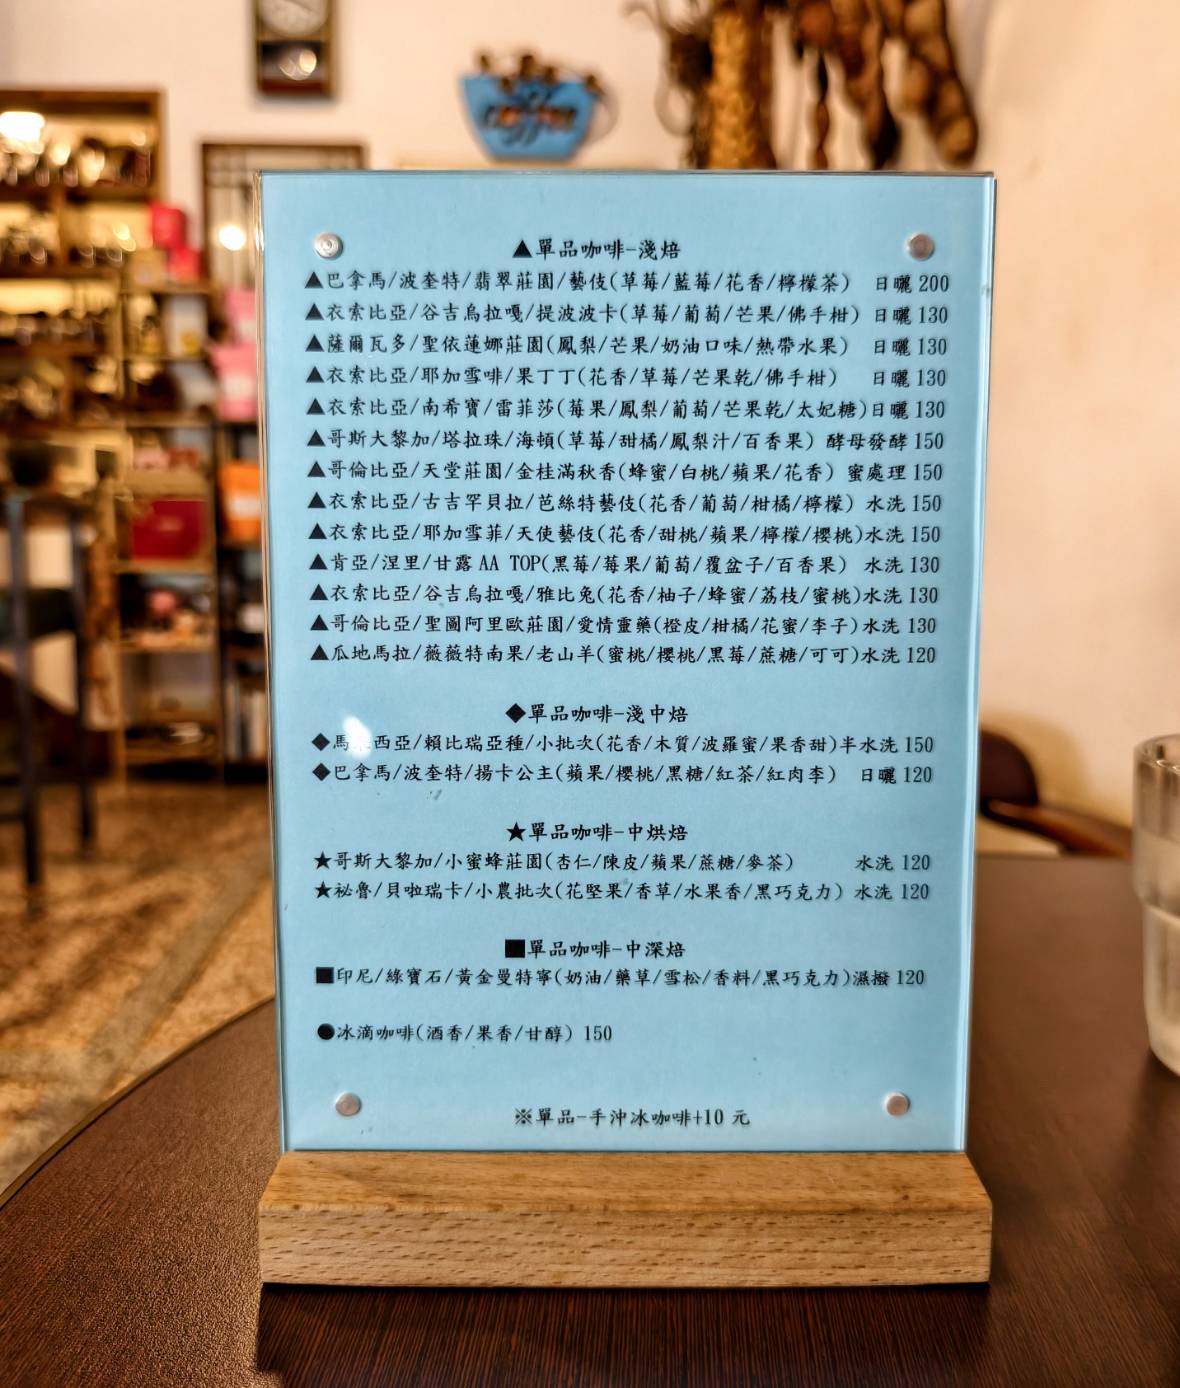 COFFEE
▲單品咖啡-淺焙
▲巴拿馬/波奎特/翡翠莊園/藝伎(草莓/藍莓/花香/檸檬茶) 日曬 200
▲衣索比亞/谷吉烏拉嘎/提波波卡(草莓/葡萄/芒果/佛手柑) 日曬 130
▲薩爾瓦多/聖依蓮娜莊園(鳳梨/芒果/奶油口味/熱帶水果) 日曬 130
▲衣索比亞/耶加雪啡/果丁丁(花香/草莓/芒果乾/佛手柑) 日曬 130
▲衣索比亞/南希寶/雷菲莎(莓果/鳳梨/葡萄/芒果乾/太妃糖)日曬 130
▲哥斯大黎加/塔拉珠/海頓(草莓/甜橘/鳳梨汁/百香果) 酵母發酵 150
▲哥倫比亞/天堂莊園/金桂滿秋香(蜂蜜/白桃/蘋果/花香) 蜜處理 150
▲衣索比亞/古吉罕貝拉/芭絲特藝伎(花香/葡萄/柑橘/檸檬) 水洗 150
▲衣索比亞/耶加雪菲/天使藝伎(花香/甜桃/蘋果/檸檬/櫻桃)水洗 150
▲肯亞/涅里/甘露 AA TOP(黑莓/莓果/葡萄/覆盆子/百香果) 水洗 130
▲衣索比亞/谷吉烏拉嘎/雅比兔(花香/柚子/蜂蜜/荔枝/蜜桃)水洗 130
▲哥倫比亞/聖圖阿里歐莊園/愛情靈藥(橙皮/柑橘/花蜜/李子)水洗 130
▲瓜地馬拉/薇薇特南果/老山羊(蜜桃/櫻桃/黑莓/蔗糖/可可)水洗 120
◆單品咖啡-淺中焙
◆馬西亞/賴比瑞亞種/小批次(花香/木質/波羅蜜/果香甜)半水洗 150
◆巴拿馬/波奎特/揚卡公主(蘋果/櫻桃/黑糖/紅茶/紅肉李) 日曬 120
★單品咖啡-中烘焙
★哥斯大黎加/小蜜蜂莊園(杏仁/陳皮/蘋果/蔗糖/麥茶) 水洗 120
★祕魯/貝啦瑞卡/小農批次(花堅果/香草/水果香/黑巧克力) 水洗 120
■單品咖啡-中深焙
■印尼/綠寶石/黃金曼特寧(奶油/藥草/雪松/香料/黑巧克力)濕撥 120
●冰滴咖啡(酒香/果香/甘醇) 150
※單品-手沖冰咖啡+10 元